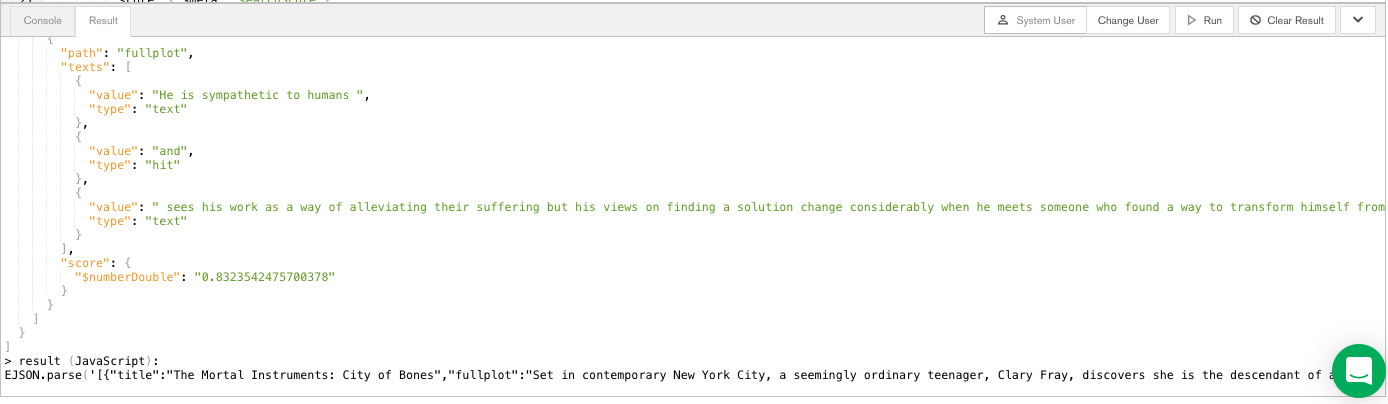 Console Result System User Change User Run Clear Result
{
"path": "fullplot",
"texts": [
{
"value": "He is sympathetic to humans ",
"type": "text"
},
{
"value": "and",
"type": "hit"
},
{
"value": " sees his work as a way of alleviating their suffering but his views on finding a solution change considerably when he meets someone who found a way to transform himself from
"type": "text"
}
],
"score": {
"$numberDouble": "0.8323542475700378"
}
}
]
}
]
> result (JavaScript):
EJSON.parse('[{"title":"The Mortal Instruments: City of Bones","fullplot":"Set in contemporary New York City, a seemingly ordinary teenager, Clary Fray, discovers she is the descendant of a